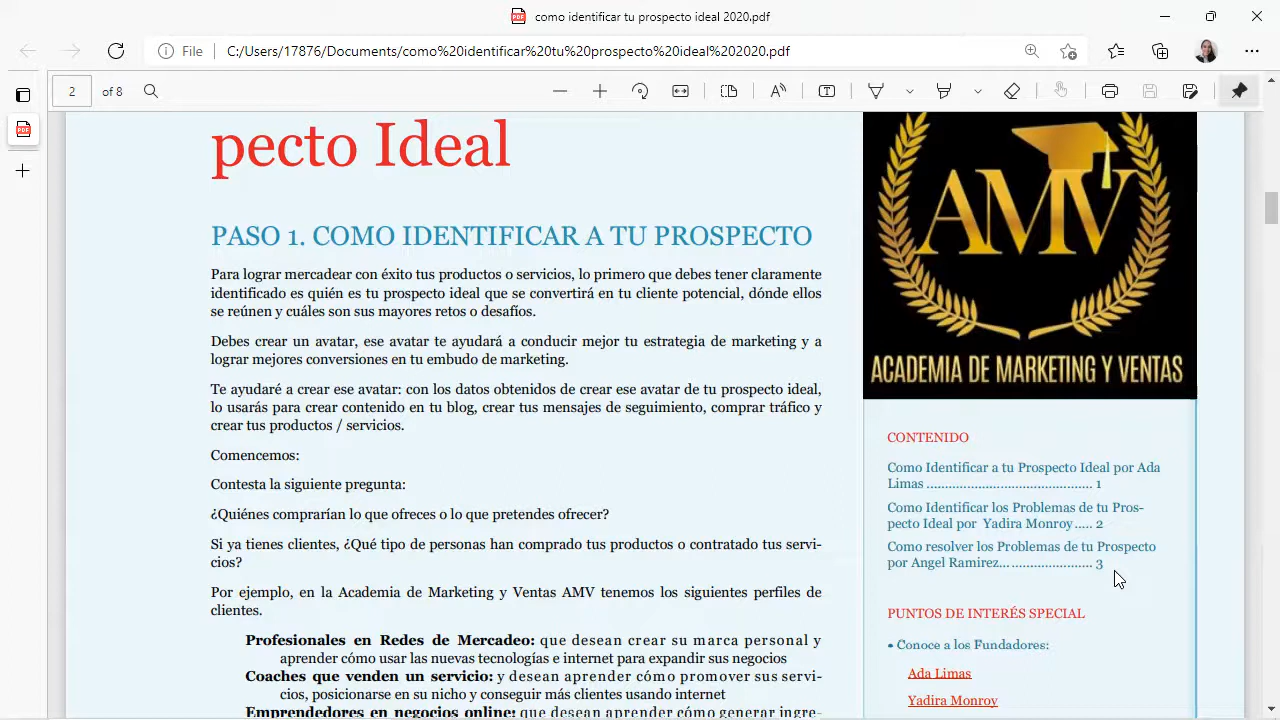 como identificar tu prospecto ideal 2020.pdf
File
C:/Users/17876/Documents/como%20identificar%20tu%20prospecto%20ideal%202020.pdf
2 of 8
pecto Ideal
PASO 1. COMO IDENTIFICAR A TU PROSPECTO
Para lograr mercadear con éxito tus productos o servicios, lo primero que debes tener claramente
identificado es quién es tu prospecto ideal que se convertirá en tu cliente potencial, dónde ellos
se reúnen y cuáles son sus mayores retos o desafíos.
Debes crear un avatar, ese avatar te ayudará a conducir mejor tu estrategia de marketing y a
lograr mejores conversiones en tu embudo de marketing.
Te ayudaré a crear ese avatar: con los datos obtenidos de crear ese avatar de tu prospecto ideal,
lo usarás para crear contenido en tu blog, crear tus mensajes de seguimiento, comprar tráfico y
crear tus productos / servicios.
Comencemos:
Contesta la siguiente pregunta:
¿Quiénes comprarían lo que ofreces o lo que pretendes ofrecer?
Si ya tienes clientes, ¿Qué tipo de personas han comprado tus productos o contratado tus servi-
cios?
Por ejemplo, en la Academia de Marketing y Ventas AMV tenemos los siguientes perfiles de
clientes.
Profesionales en Redes de Mercadeo: que desean crear su marca personal y
aprender cómo usar las nuevas tecnologías e internet para expandir sus negocios
Coaches que venden un servicio: y desean aprender cómo promover sus servi-
cios, posicionarse en su nicho y conseguir más clientes usando internet
Emprendedores en negocios online: que desean aprender cómo generar ingre-
AMV
ACADEMIA DE MARKETING Y VENTAS
CONTENIDO
Como Identificar a tu Prospecto Ideal por Ada
Limas ........................................... 1
Como Identificar los Problemas de tu Pros-
pecto Ideal por Yadira Monroy ..... 2
Como resolver los Problemas de tu Prospecto
por Angel Ramirez... ..................... 3
PUNTOS DE INTERÉS SPECIAL
• Conoce a los Fundadores:
Ada Limas
Yadira Monroy